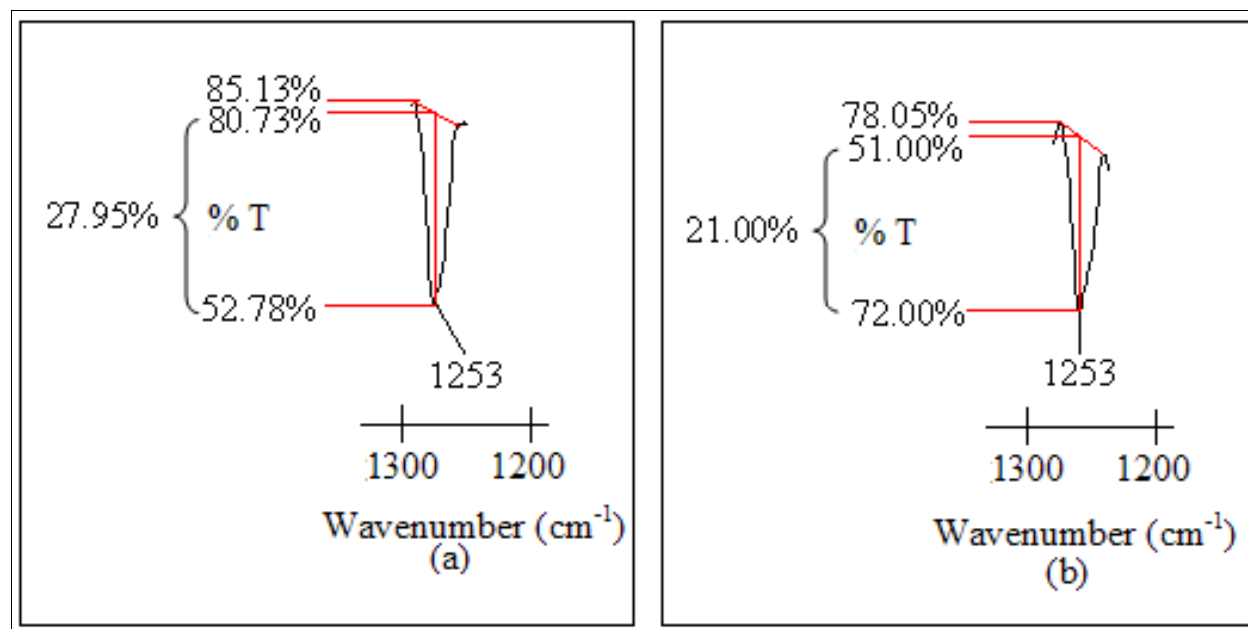 85.13%
80.73%
27.95%
% T
52.78%
1253
1300 1200
Wavenumber (cm⁻¹)
(a)
78.05%
51.00%
21.00%
% T
72.00%
1253
1300 1200
Wavenumber (cm⁻¹)
(b)